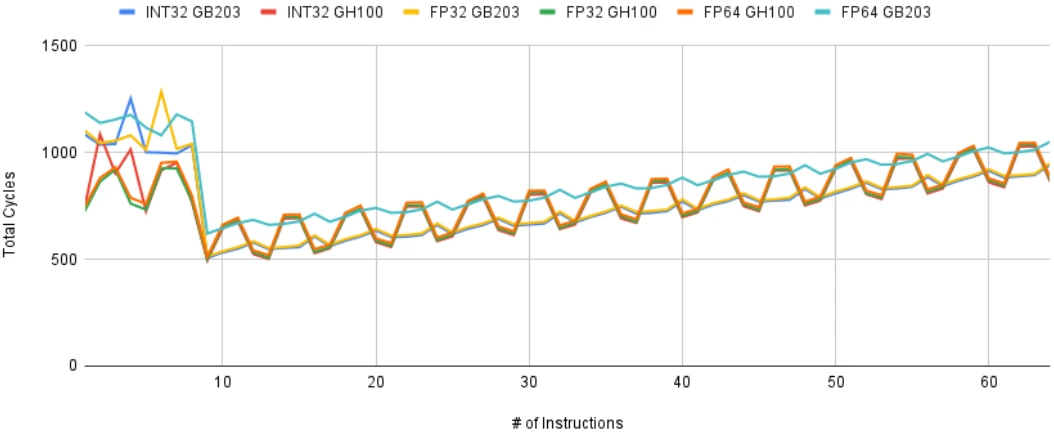 INT32 GB203 INT32 GH100 FP32 GB203 FP32 GH100 FP64 GH100 FP64 GB203
1500
1000
500
0
Total Cycles
10 20 30 40 50 60
# of Instructions